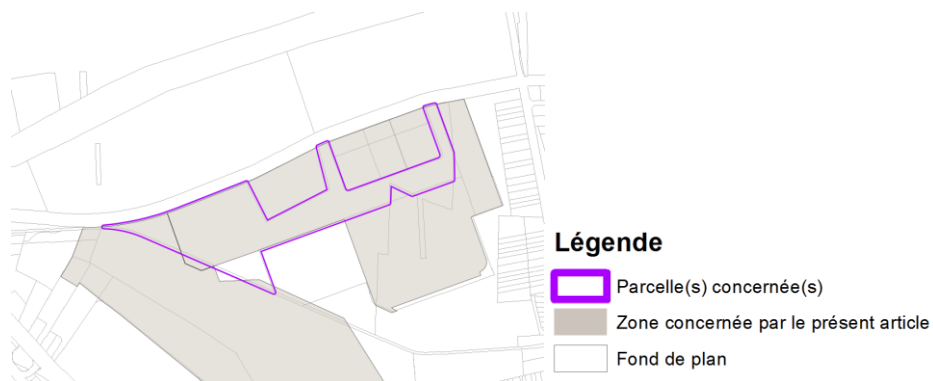 Légende
Parcelle(s) concernée(s)
Zone concernée par le présent article
Fond de plan